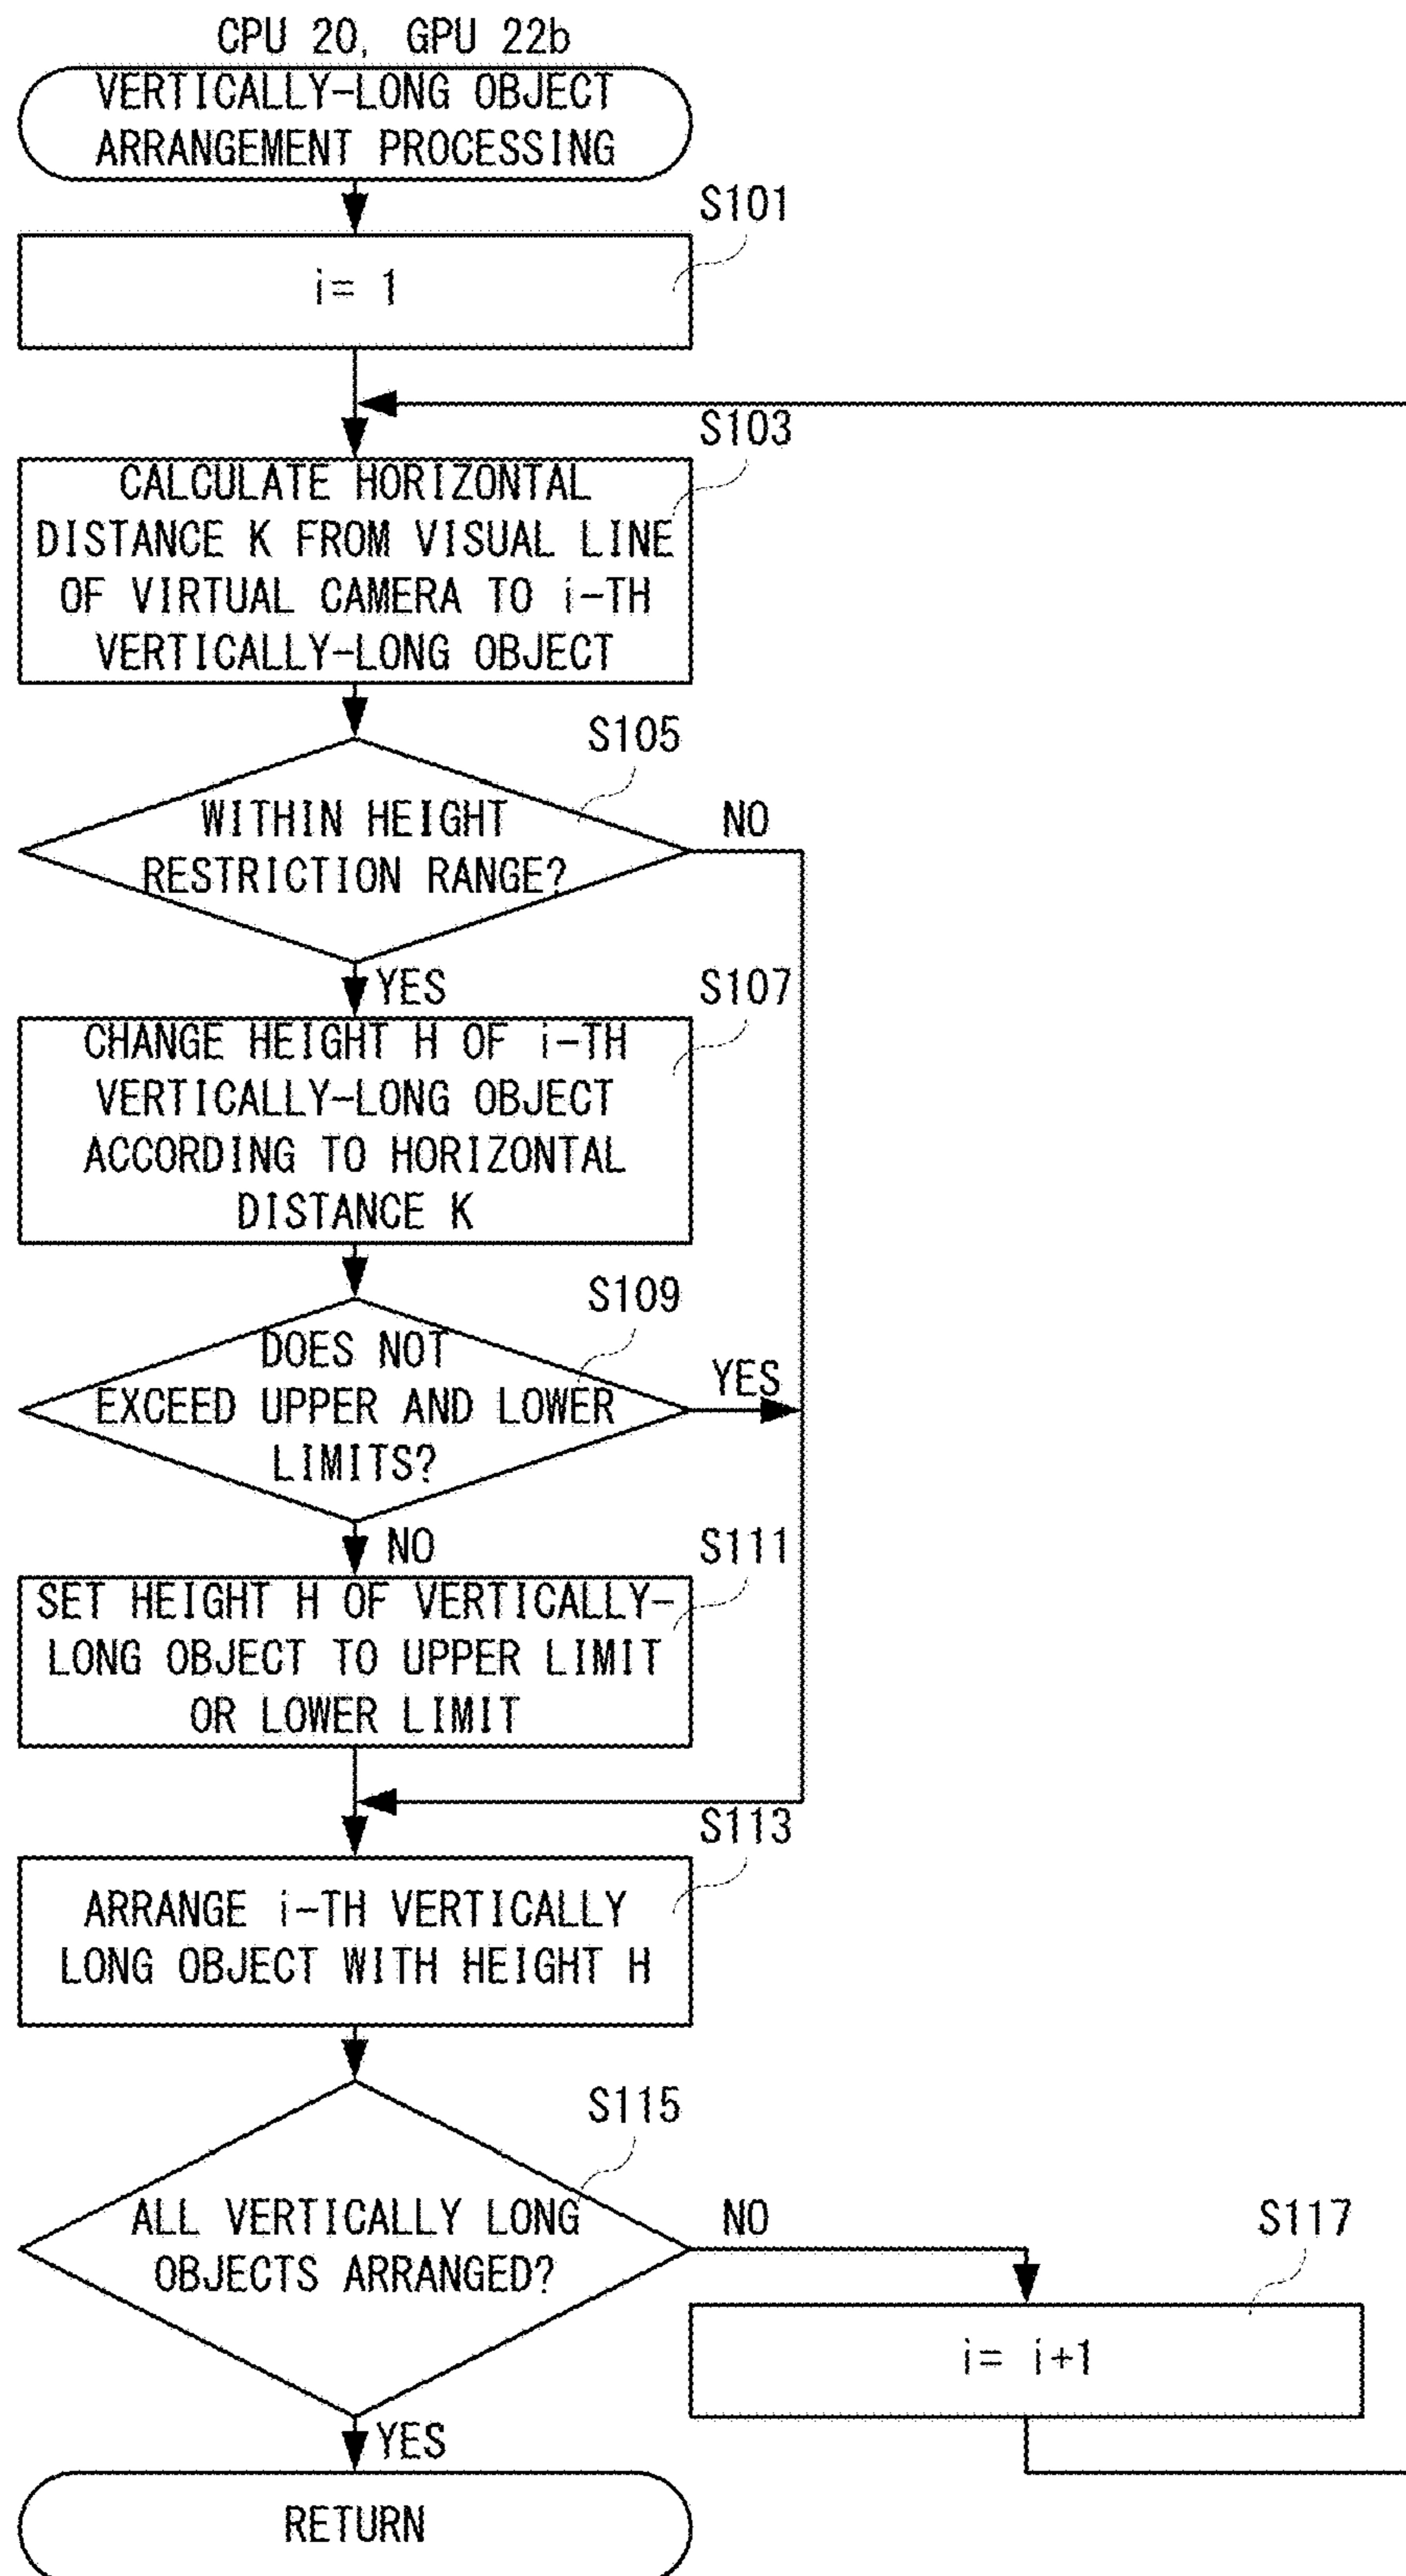 CPU 20, GPU 22b
VERTICALLY-LONG OBJECT
ARRANGEMENT PROCESSING
S101
i= 1
S103
CALCULATE HORIZONTAL
DISTANCE K FROM VISUAL LINE
OF VIRTUAL CAMERA TO i-TH
VERTICALLY-LONG OBJECT
S105
WITHIN HEIGHT
RESTRICTION RANGE?
NO
YES
S107
CHANGE HEIGHT H OF i-TH
VERTICALLY-LONG OBJECT
ACCORDING TO HORIZONTAL
DISTANCE K
S109
DOES NOT
EXCEED UPPER AND LOWER
LIMITS?
YES
NO
S111
SET HEIGHT H OF VERTICALLY-
LONG OBJECT TO UPPER LIMIT
OR LOWER LIMIT
S113
ARRANGE i-TH VERTICALLY
LONG OBJECT WITH HEIGHT H
S115
ALL VERTICALLY LONG
OBJECTS ARRANGED?
NO
S117
i= i+1
YES
RETURN